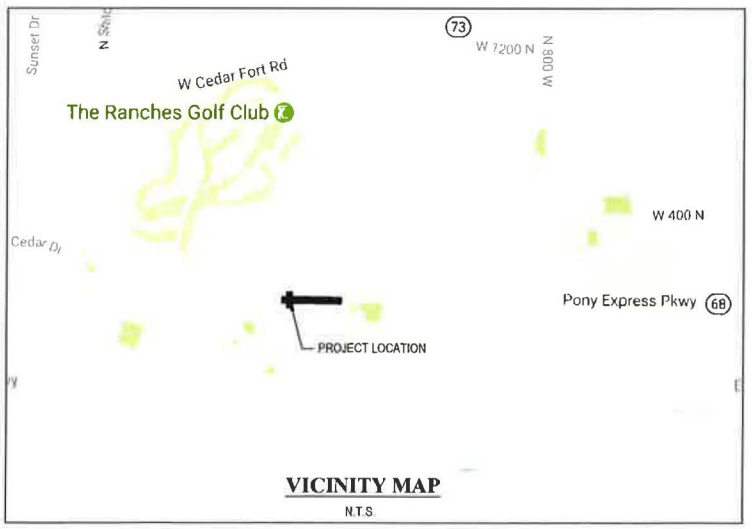 Sunset Dr
73
W 7200 N
N 800 W
W Cedar Fort Rd
The Ranches Golf Club
W 400 N
Cedar Dr
Pony Express Pkwy 68
PROJECT LOCATION
VICINITY MAP
N.T.S.